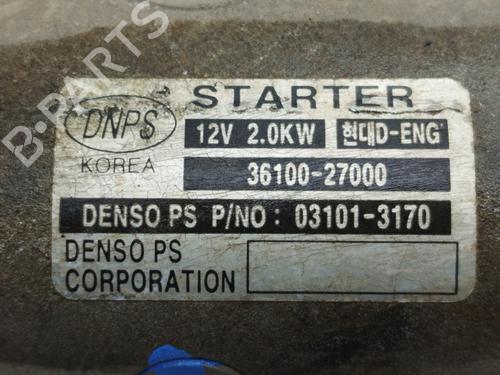 STARTER
DNPS
12V 2.0KW 현대D-ENG
KOREA
36100-27000
DENSO PS P/NO : 03101-3170
DENSO PS
CORPORATION
B-PARTS